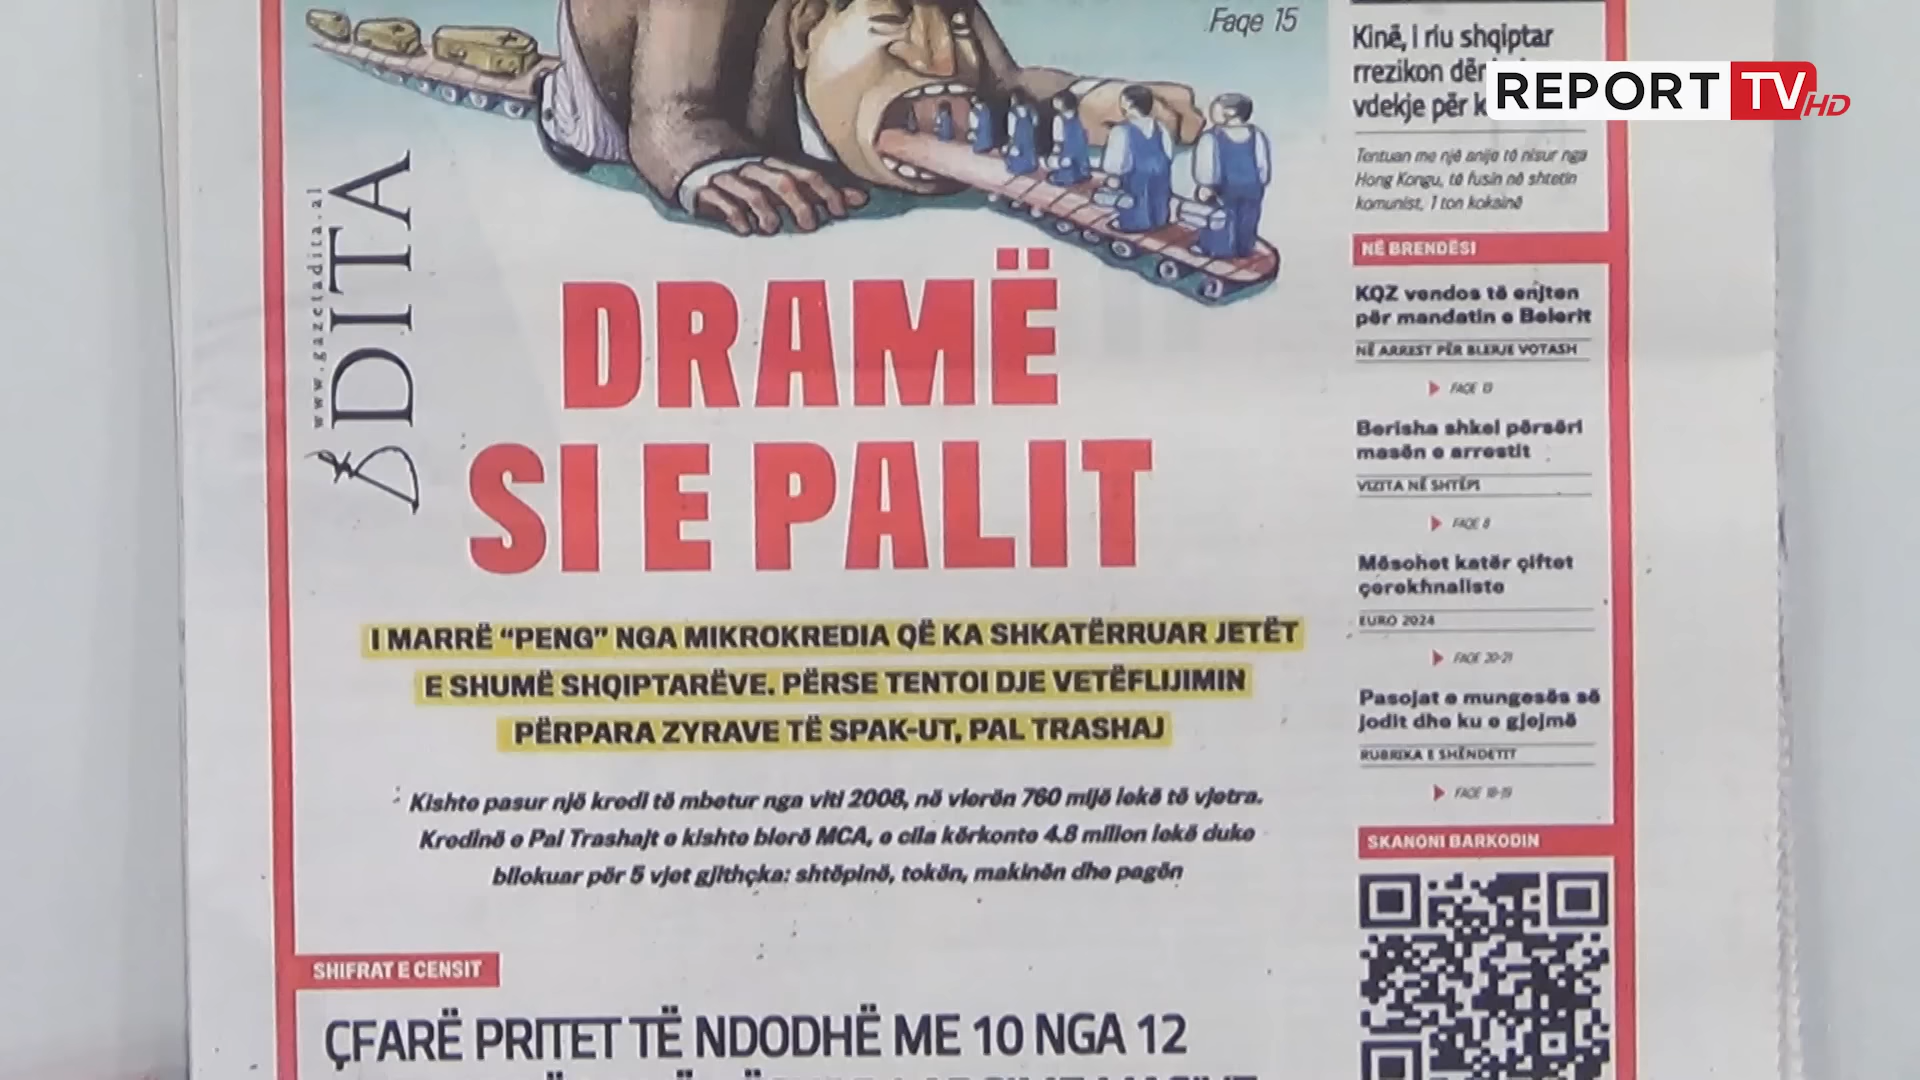 Faqe 15
www.gazetadita.al
DITA
DRAMË
SI E PALIT
I MARRË “PENG” NGA MIKROKREDIA QË KA SHKATËRRUAR JETËT
E SHUMË SHQIPTARËVE. PËRSE TENTOI DJE VETËFLIJIMIN
PËRPARA ZYRAVE TË SPAK-UT, PAL TRASHAJ
Kishte pasur një kredi të mbetur nga viti 2008, në vlerën 760 mijë lekë të vjetra.
Kredinë e Pal Trashajt e kishte blerë MCA, e cila kërkonte 4.8 milion lekë duke
bllokuar për 5 vjet gjithçka: shtëpinë, tokën, makinën dhe pagën
SHIFRAT E CENSIT
ÇFARË PRITET TË NDODHË ME 10 NGA 12
Kinë, i riu shqiptar
rrezikon
vdekje për
REPORT TV HD
Tentuan me një anije të nisur nga
Hong Kongu, të fusin në shtetin
komunist, 1 ton kokainë
NË BRENDËSI
KQZ vendos të enjten
për mandatin e Belerit
NË ARREST PËR BLERJE VOTASH
FAQE 13
Berisha shkel përsëri
masën e arrestit
VIZITA NË SHTËPI
FAQE 8
Mësohet katër çiftet
çerekfinaliste
EURO 2024
FAQE 20-21
Pasojat e mungesës së
jodit dhe ku e gjejmë
RUBRIKA E SHËNDETIT
FAQE 18-19
SKANONI BARKODIN